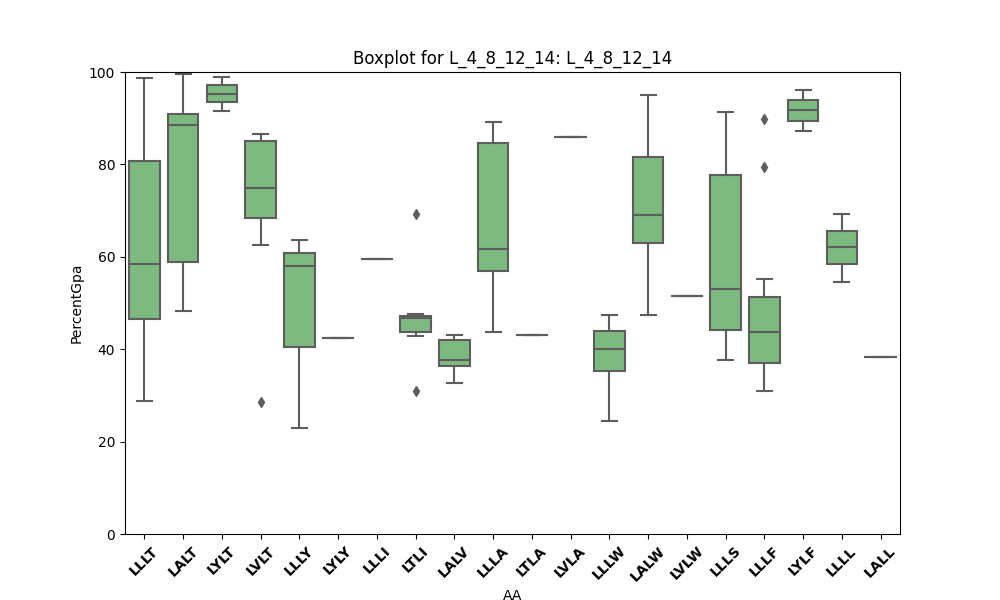 Boxplot for L_4_8_12_14: L_4_8_12_14
100
80
60
40
20
0
PercentGpa
LLLT LALT LYLT LVLT LLLY LYLY LLLI LTLI LALV LLLA LTLA LVLA LLLW LALW LVLW LLLS LLLF LYLF LLLL LALL
AA